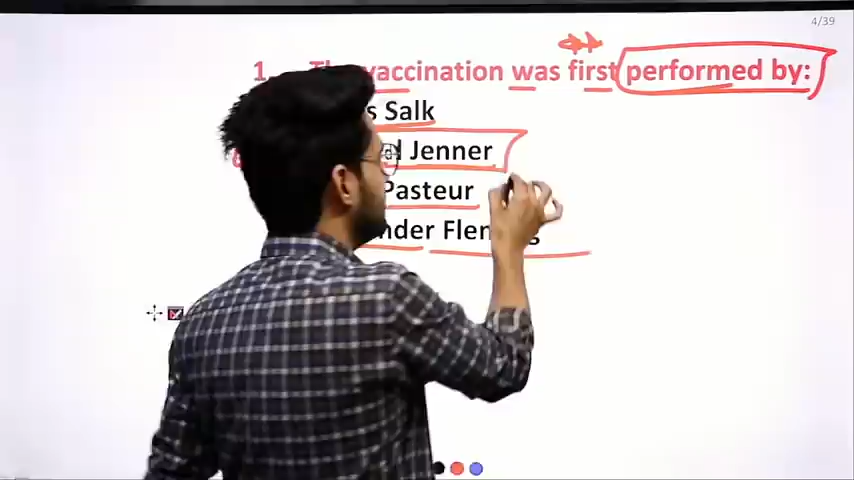 4/39
1. The vaccination was first performed by:
s Salk
d Jenner
Pasteur
nder Flem g